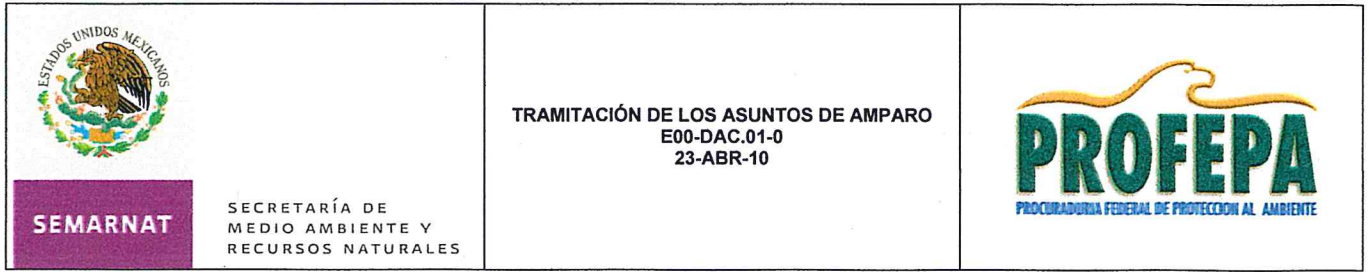 ESTADOS UNIDOS MEXICANOS
SEMARNAT
SECRETARÍA DE
MEDIO AMBIENTE Y
RECURSOS NATURALES
TRAMITACIÓN DE LOS ASUNTOS DE AMPARO
E00-DAC.01-0
23-ABR-10
PROFEPA
PROCURADURIA FEDERAL DE PROTECCION AL AMBIENTE